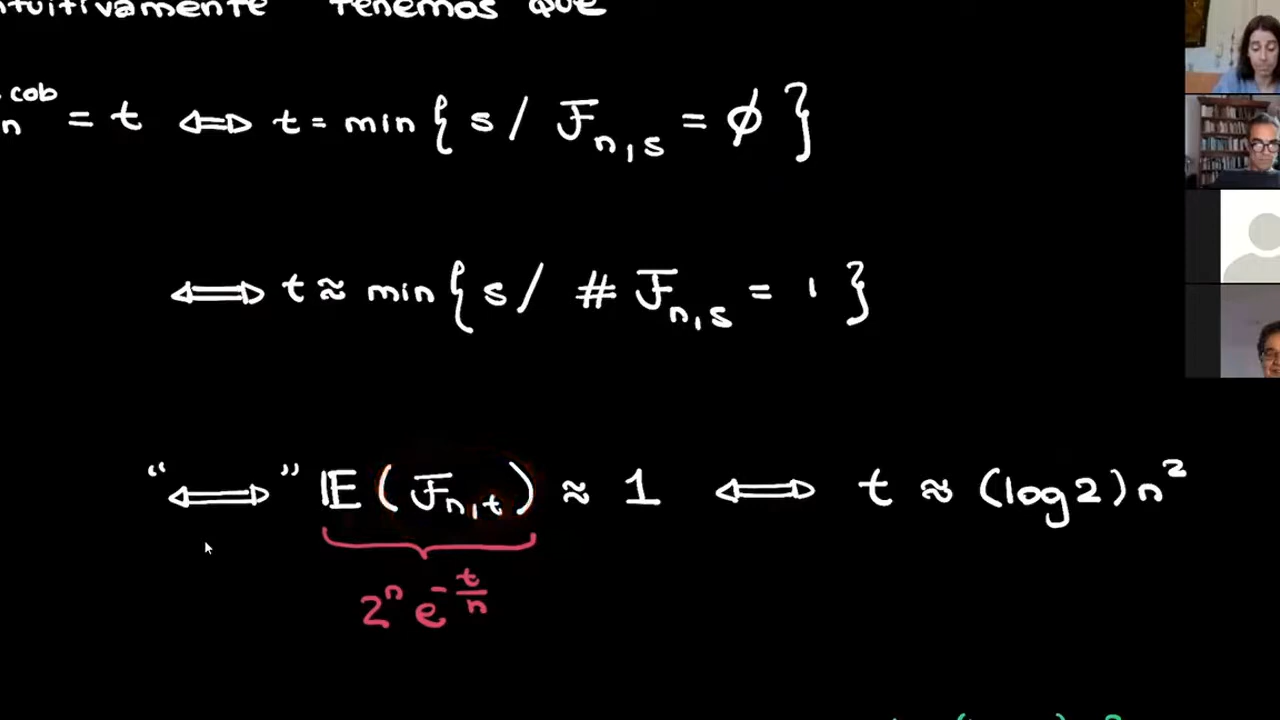 tenemos que
cob
n = t ⟺ t = min { s / F_{n,s} = ∅ }
⟺ t ≈ min { s / # F_{n,s} = 1 }
“⟺” 𝔼 ( F_{n,t} ) ≈ 1 ⟺ t ≈ (log 2) n²
2ⁿ e^{-t/n}